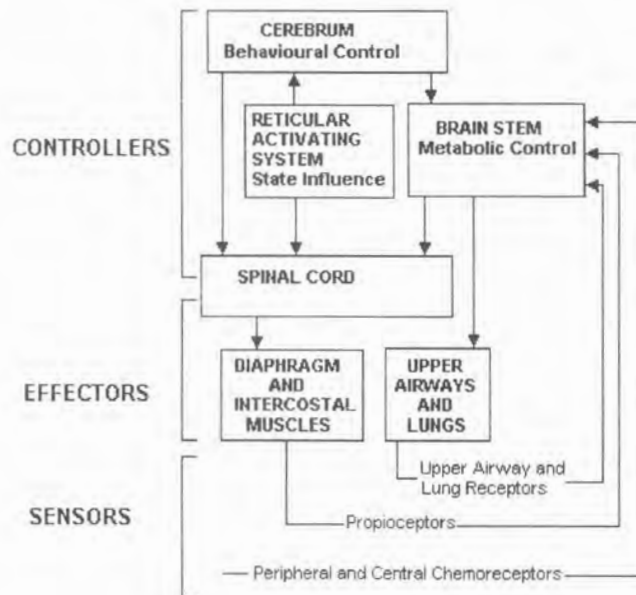 CEREBRUM
Behavioural Control
CONTROLLERS
RETICULAR
ACTIVATING
SYSTEM
State Influence
BRAIN STEM
Metabolic Control
SPINAL CORD
EFFECTORS
DIAPHRAGM
AND
INTERCOSTAL
MUSCLES
UPPER
AIRWAYS
AND
LUNGS
SENSORS
Upper Airway and
Lung Receptors
Propioceptors
Peripheral and Central Chemoreceptors